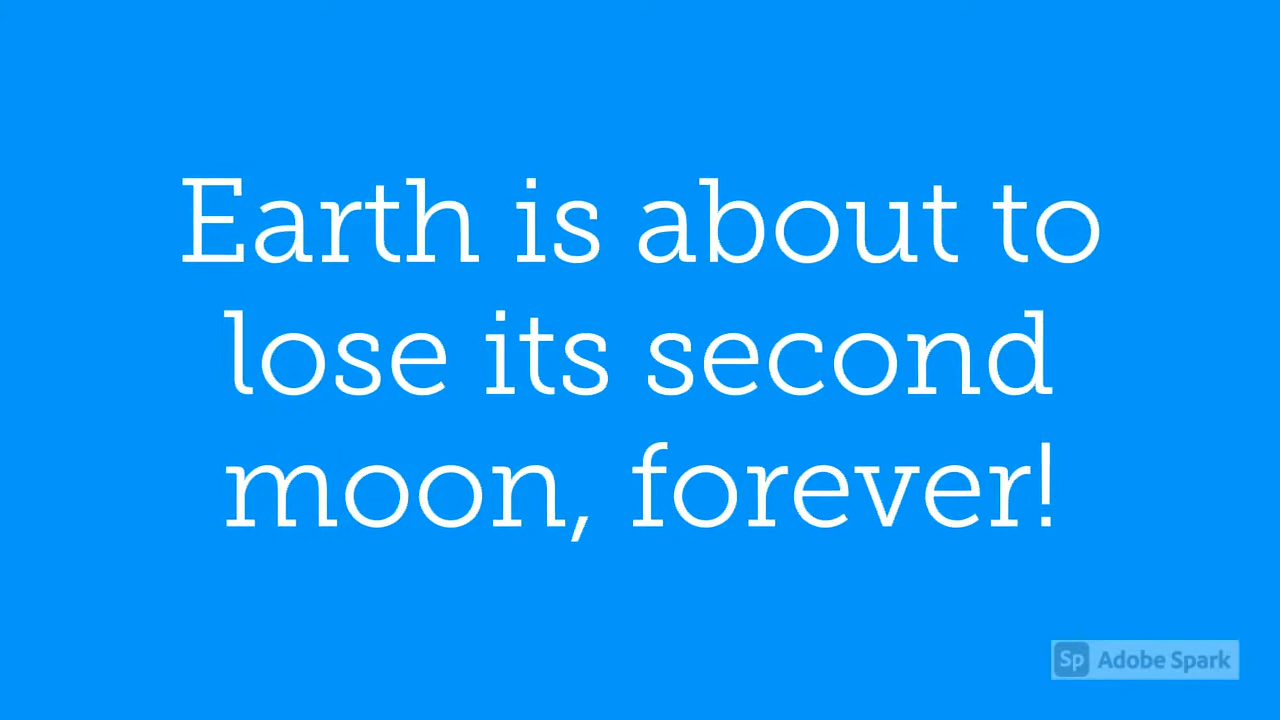 Earth is about to
lose its second
moon, forever!
Sp Adobe Spark